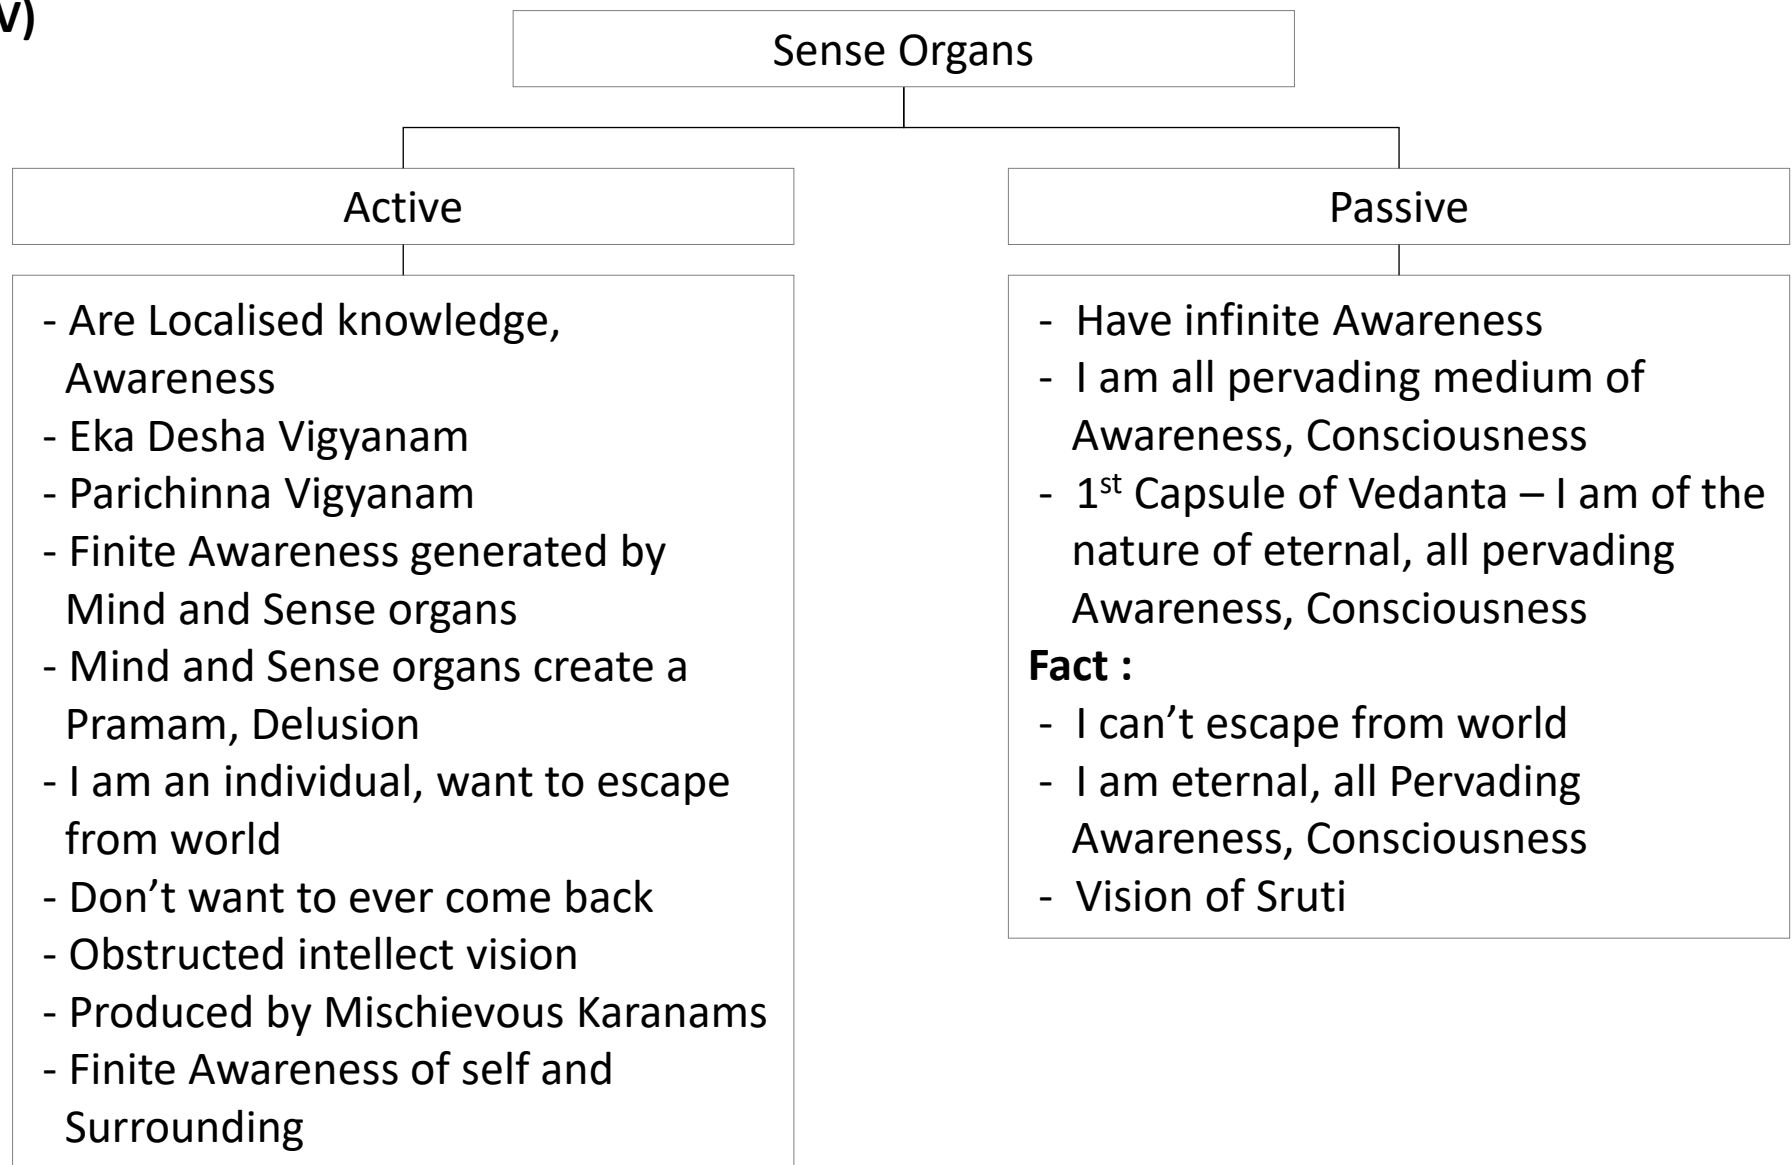 V)
Sense Organs
Active
- Are Localised knowledge,
Awareness
- Eka Desha Vigyanam
- Parichinna Vigyanam
- Finite Awareness generated by
Mind and Sense organs
- Mind and Sense organs create a
Pramam, Delusion
- I am an individual, want to escape
from world
- Don’t want to ever come back
- Obstructed intellect vision
- Produced by Mischievous Karanams
- Finite Awareness of self and
Surrounding
Passive
- Have infinite Awareness
- I am all pervading medium of
Awareness, Consciousness
- 1st Capsule of Vedanta – I am of the
nature of eternal, all pervading
Awareness, Consciousness
Fact :
- I can’t escape from world
- I am eternal, all Pervading
Awareness, Consciousness
- Vision of Sruti